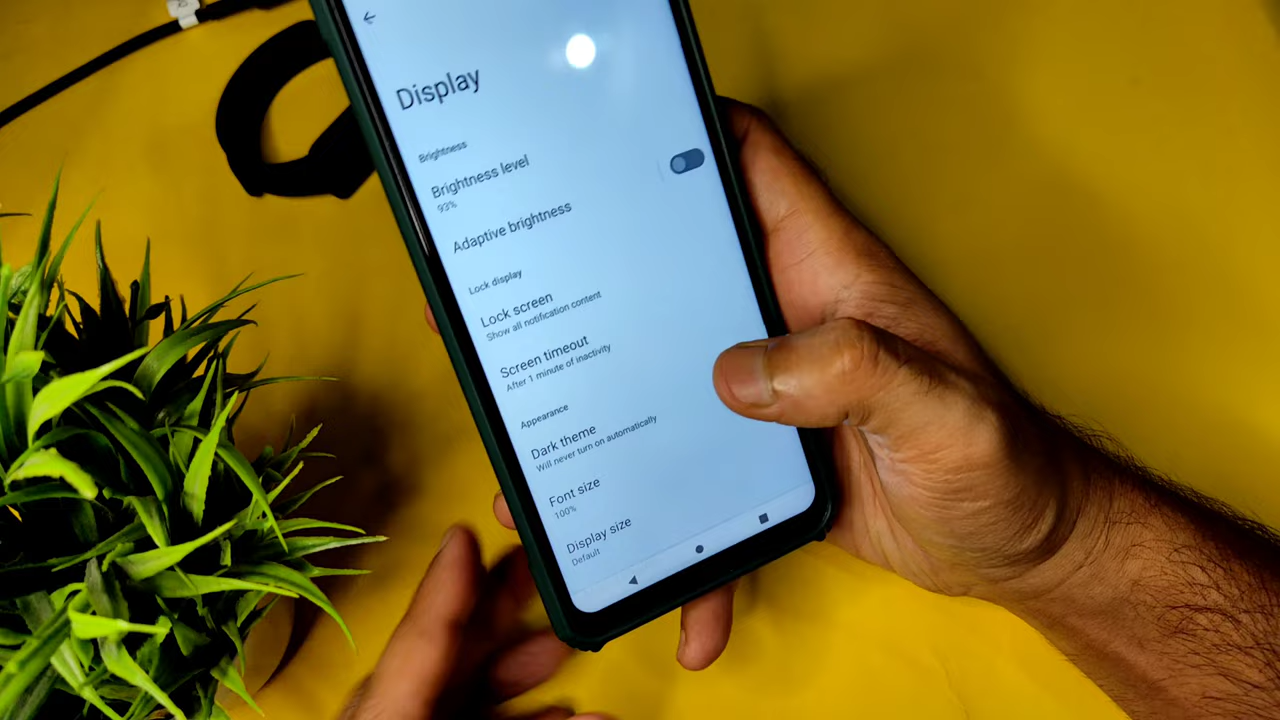 Display
Brightness
Brightness level
93%
Adaptive brightness
Lock display
Lock screen
Show all notification content
Screen timeout
After 1 minute of inactivity
Appearance
Dark theme
Will never turn on automatically
Font size
100%
Display size
Default